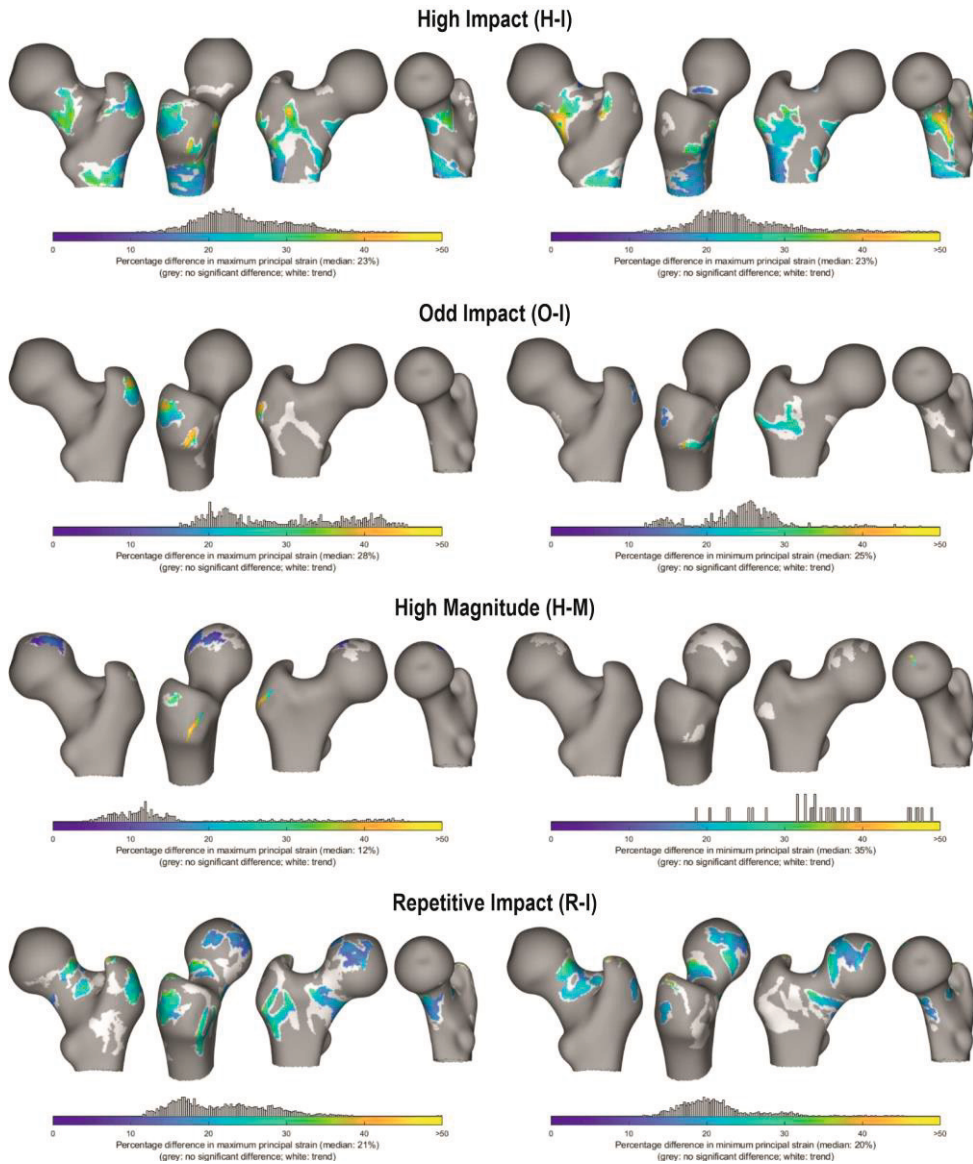 High Impact (H-I)
0 10 20 30 40 >50
Percentage difference in maximum principal strain (median: 23%)
(grey: no significant difference; white: trend)
0 10 20 30 40 >50
Percentage difference in maximum principal strain (median: 23%)
(grey: no significant difference; white: trend)
Odd Impact (O-I)
0 10 20 30 40 >50
Percentage difference in maximum principal strain (median: 28%)
(grey: no significant difference; white: trend)
0 10 20 30 40 >50
Percentage difference in minimum principal strain (median: 25%)
(grey: no significant difference; white: trend)
High Magnitude (H-M)
0 10 20 30 40 >50
Percentage difference in maximum principal strain (median: 12%)
(grey: no significant difference; white: trend)
0 10 20 30 40 >50
Percentage difference in minimum principal strain (median: 35%)
(grey: no significant difference; white: trend)
Repetitive Impact (R-I)
0 10 20 30 40 >50
Percentage difference in maximum principal strain (median: 21%)
(grey: no significant difference; white: trend)
0 10 20 30 40 >50
Percentage difference in minimum principal strain (median: 20%)
(grey: no significant difference; white: trend)